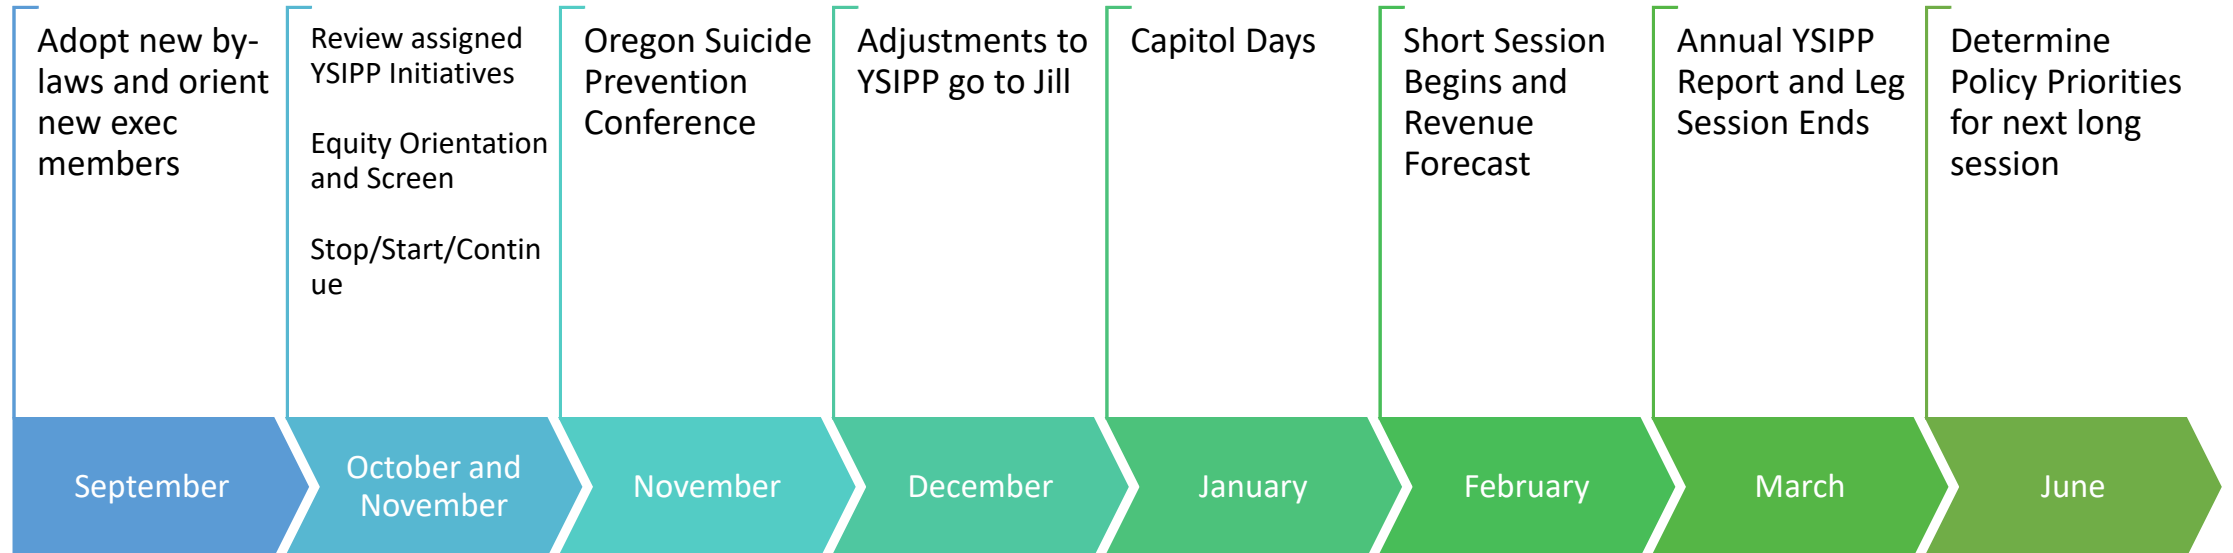 Adopt new by-
laws and orient
new exec
members
Review assigned
YSIPP Initiatives
Equity Orientation
and Screen
Stop/Start/Contin
ue
Oregon Suicide
Prevention
Conference
Adjustments to
YSIPP go to Jill
Capitol Days
Short Session
Begins and
Revenue
Forecast
Annual YSIPP
Report and Leg
Session Ends
Determine
Policy Priorities
for next long
session
September
October and
November
November
December
January
February
March
June